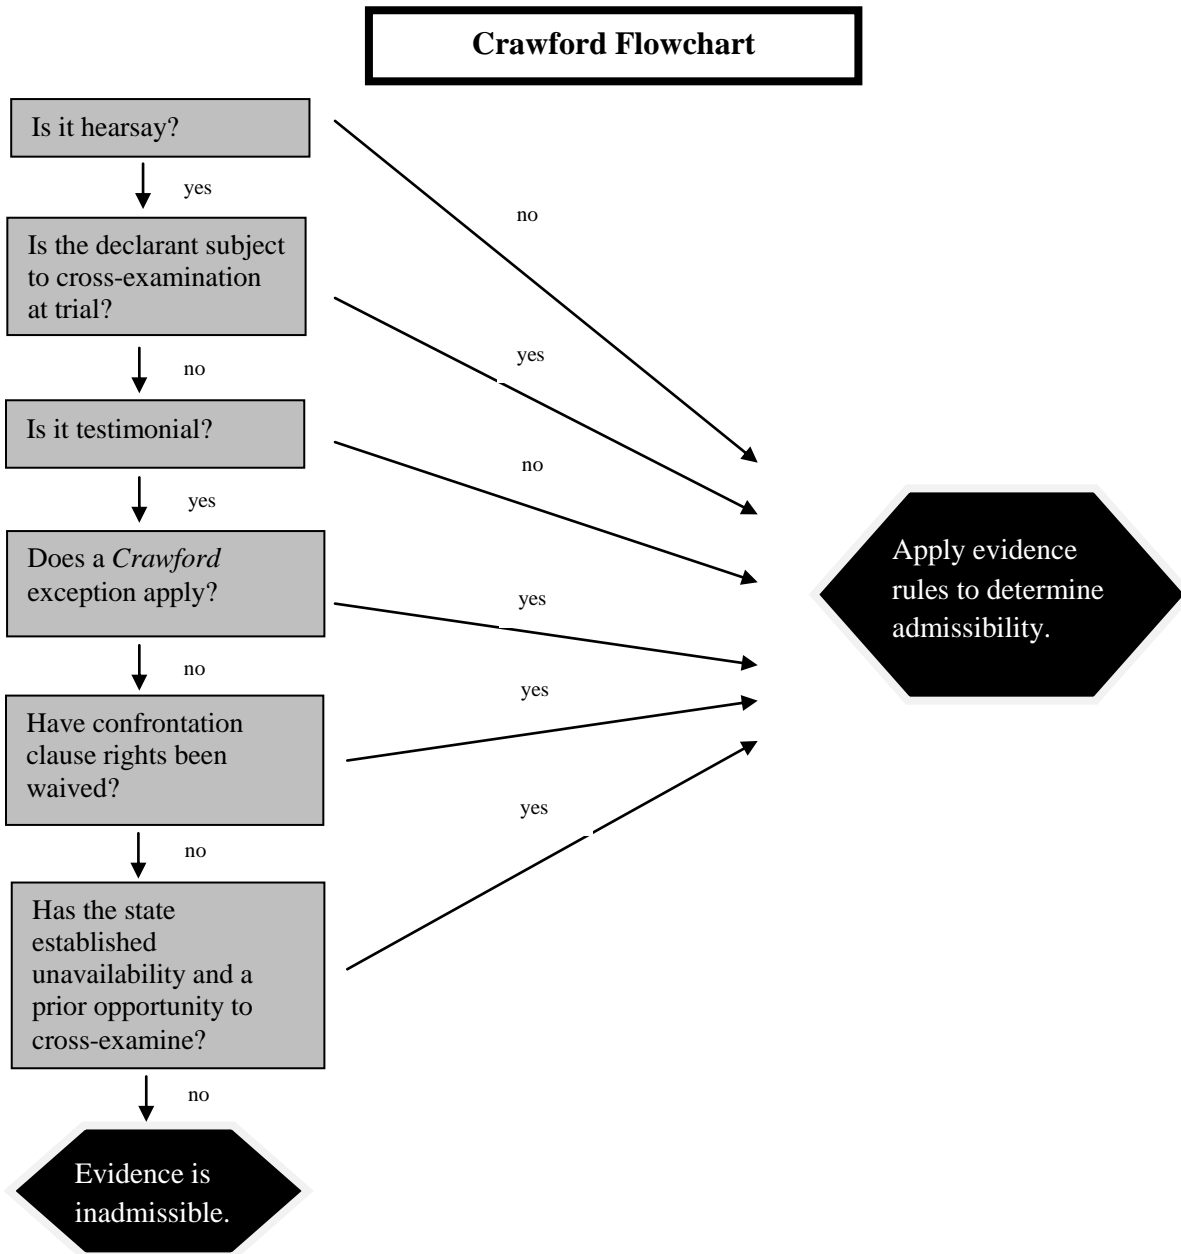 Crawford Flowchart
Is it hearsay?
yes
no
Is the declarant subject
to cross-examination
at trial?
yes
no
Is it testimonial?
no
yes
Does a Crawford
exception apply?
yes
no
Have confrontation
clause rights been
waived?
yes
no
Has the state
established
unavailability and a
prior opportunity to
cross-examine?
yes
no
Evidence is
inadmissible.
Apply evidence
rules to determine
admissibility.